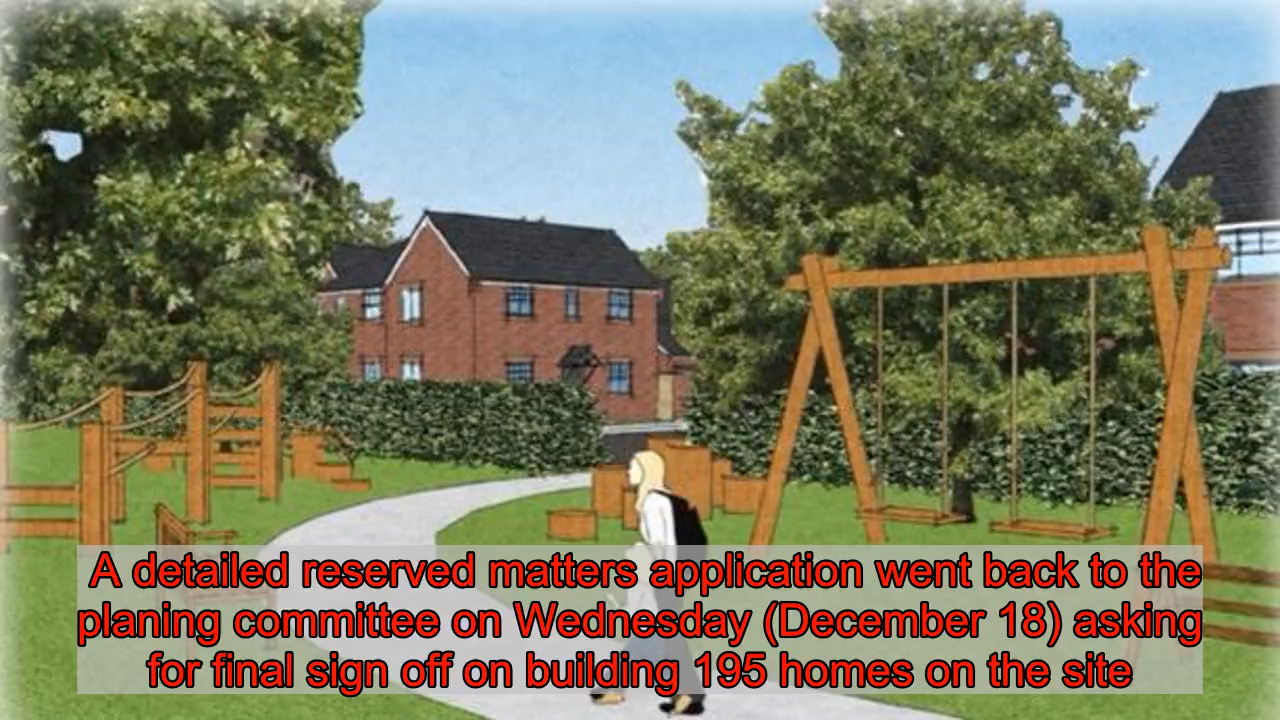 A detailed reserved matters application went back to the
planing committee on Wednesday (December 18) asking
for final sign off on building 195 homes on the site